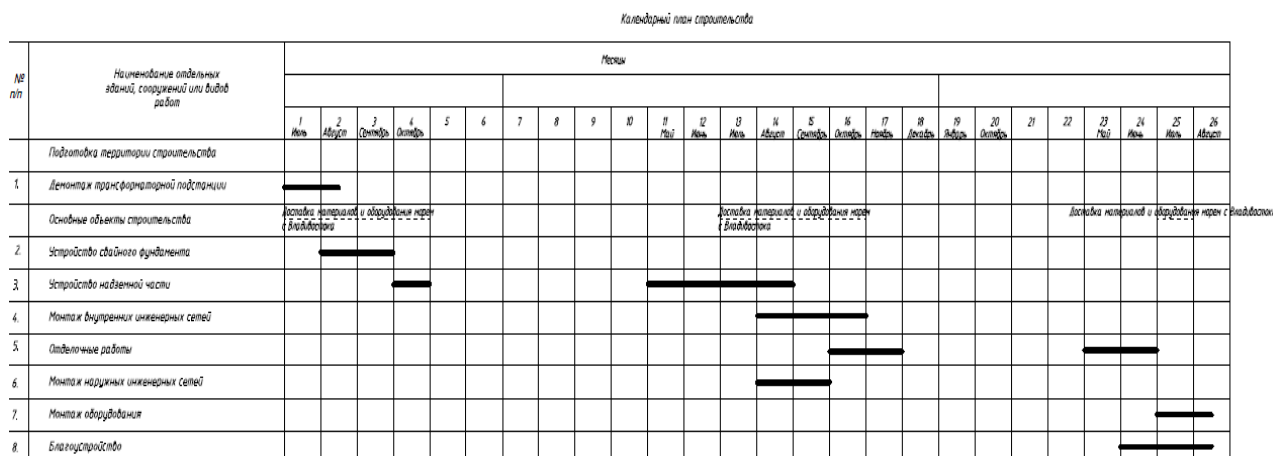 Календарный план строительства
№ п/п
Наименование отдельных
зданий, сооружений или видов
работ
Месяцы
1 2 3 4 5 6 7 8 9 10 11 12 13 14 15 16 17 18 19 20 21 22 23 24 25 26
Июль Август Сентябрь Октябрь Май Июнь Июль Август Сентябрь Октябрь Ноябрь Декабрь Январь Октябрь Май Июнь Июль Август
Подготовка территории строительства
1. Демонтаж трансформаторной подстанции
Основные объекты строительства
Доставка материалов и оборудования морем
с Владивостока
Доставка материалов и оборудования морем
с Владивостока
Доставка материалов и оборудования морем с Владивостока
2. Устройство свайного фундамента
3. Устройство надземной части
4. Монтаж внутренних инженерных сетей
5. Отделочные работы
6. Монтаж наружных инженерных сетей
7. Монтаж оборудования
8. Благоустройство